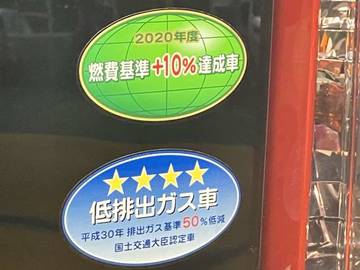 2020年度
燃費基準+10%達成車
低排出ガス車
平成30年 排出ガス基準50%低減
国土交通大臣認定車